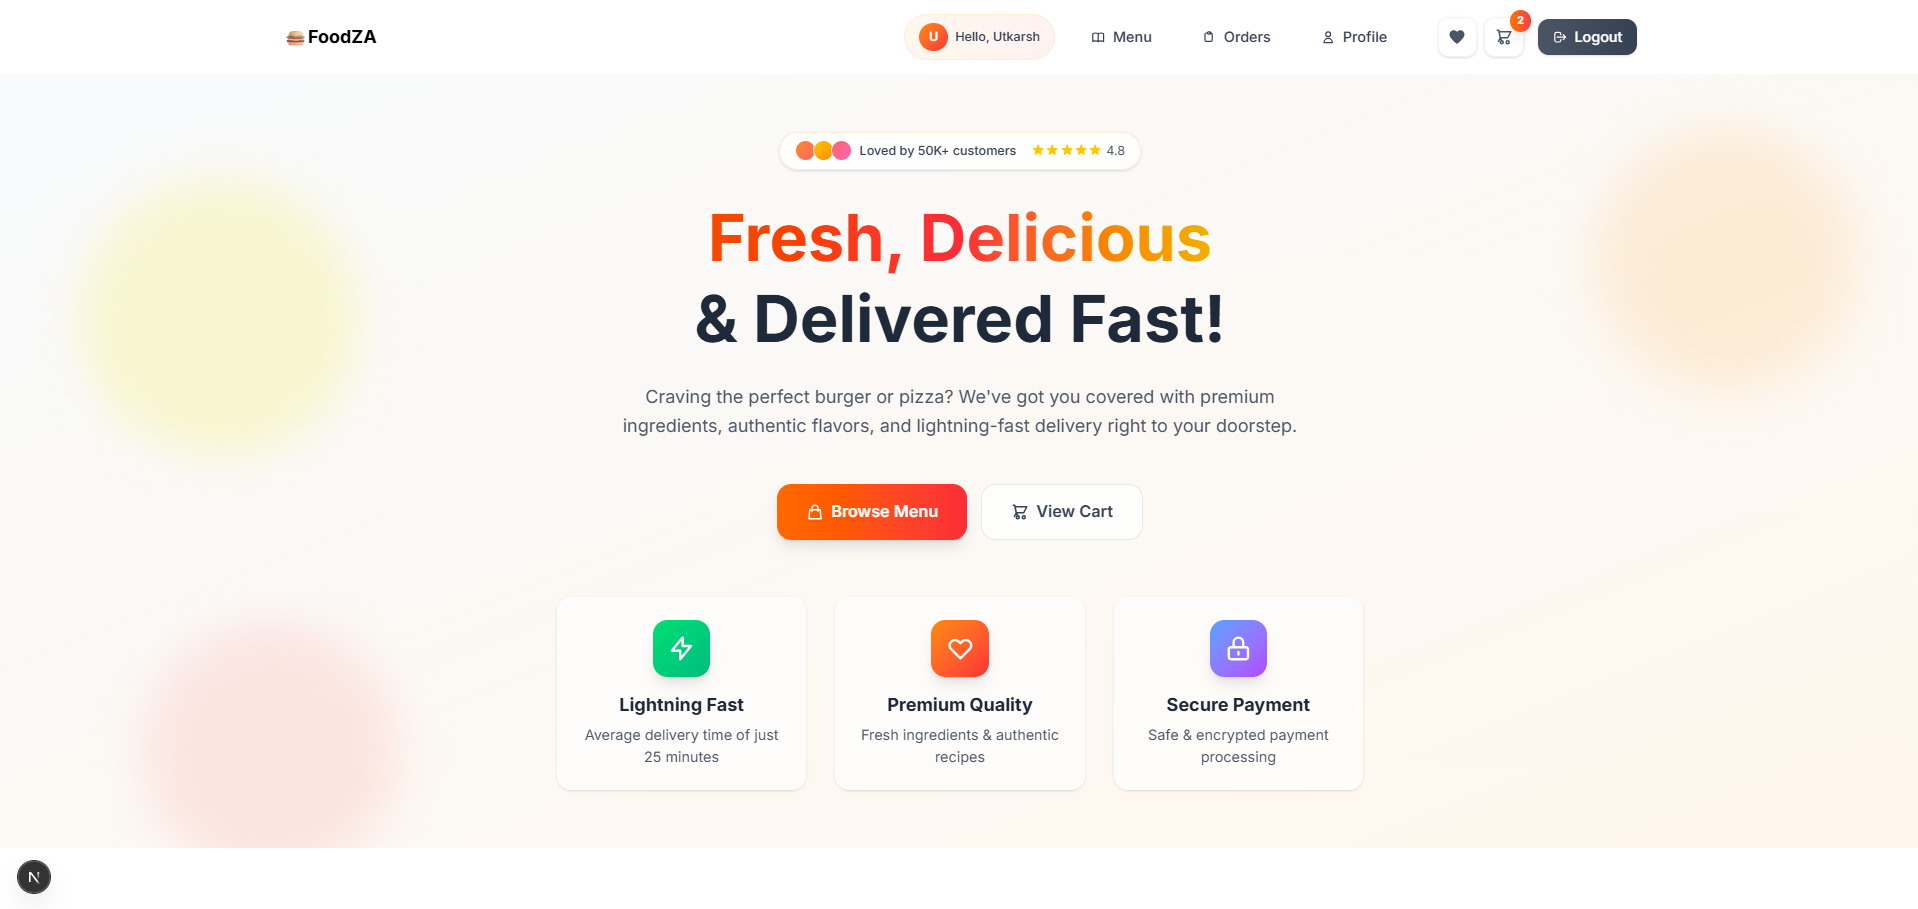 FoodZA
U
Hello, Utkarsh
Menu
Orders
Profile
2
Logout
Loved by 50K+ customers
4.8
Fresh, Delicious
& Delivered Fast!
Craving the perfect burger or pizza? We've got you covered with premium
ingredients, authentic flavors, and lightning-fast delivery right to your doorstep.
Browse Menu
View Cart
Lightning Fast
Average delivery time of just
25 minutes
Premium Quality
Fresh ingredients & authentic
recipes
Secure Payment
Safe & encrypted payment
processing
N